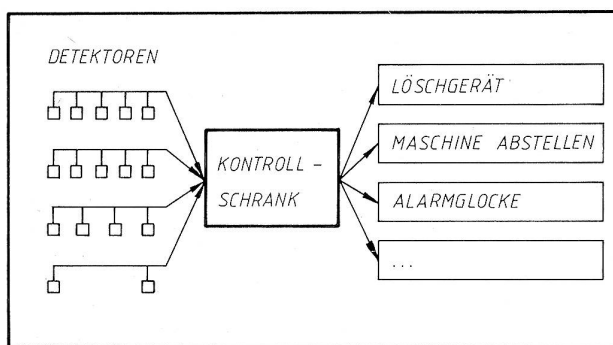 DETEKTOREN
KONTROLL -
SCHRANK
LÖSCHGERÄT
MASCHINE ABSTELLEN
ALARMGLOCKE
...